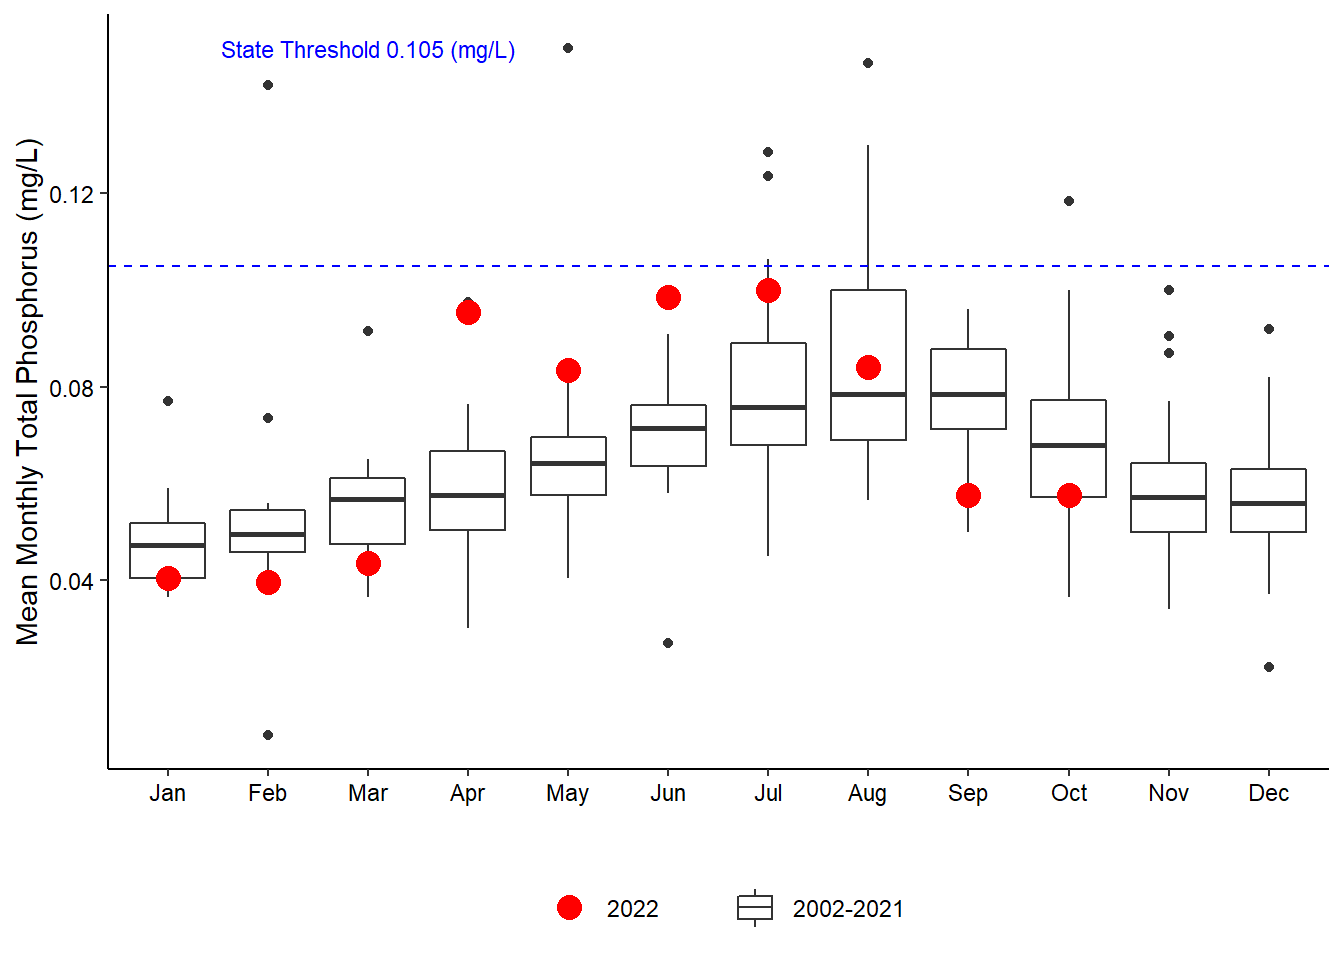 State Threshold 0.105 (mg/L)
Mean Monthly Total Phosphorus (mg/L)
0.12
0.08
0.04
Jan Feb Mar Apr May Jun Jul Aug Sep Oct Nov Dec
2022 2002-2021